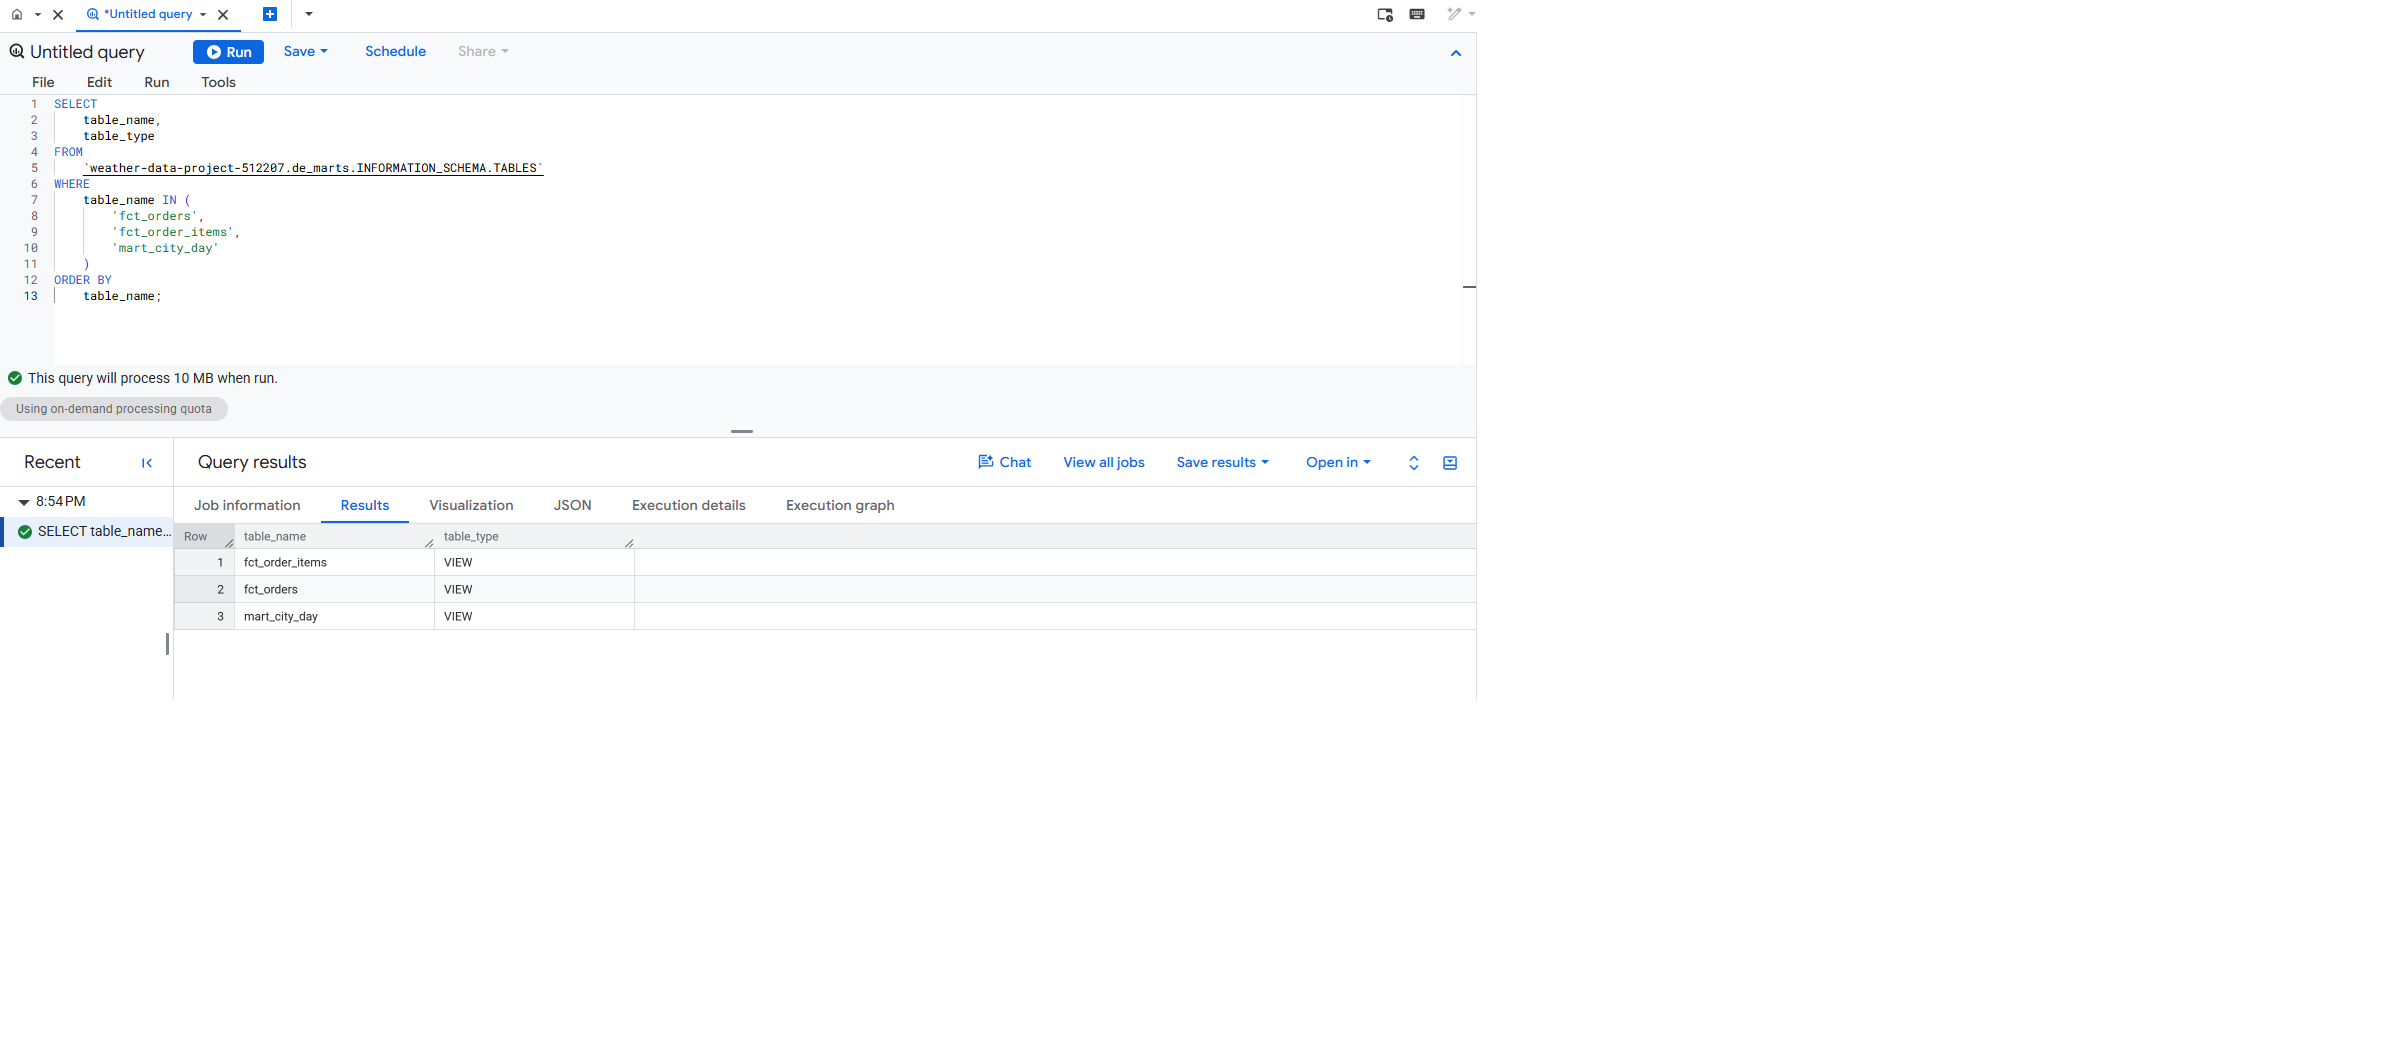 *Untitled query
Untitled query
Run
Save
Schedule
Share
File Edit Run Tools
1 SELECT
2 table_name,
3 table_type
4 FROM
5 `weather-data-project-512207.de_marts.INFORMATION_SCHEMA.TABLES`
6 WHERE
7 table_name IN (
8 'fct_orders',
9 'fct_order_items',
10 'mart_city_day'
11 )
12 ORDER BY
13 table_name;
This query will process 10 MB when run.
Using on-demand processing quota
Recent
8:54 PM
SELECT table_name...
Query results
Chat
View all jobs
Save results
Open in
Job information Results Visualization JSON Execution details Execution graph
Row table_name table_type
1 fct_order_items VIEW
2 fct_orders VIEW
3 mart_city_day VIEW